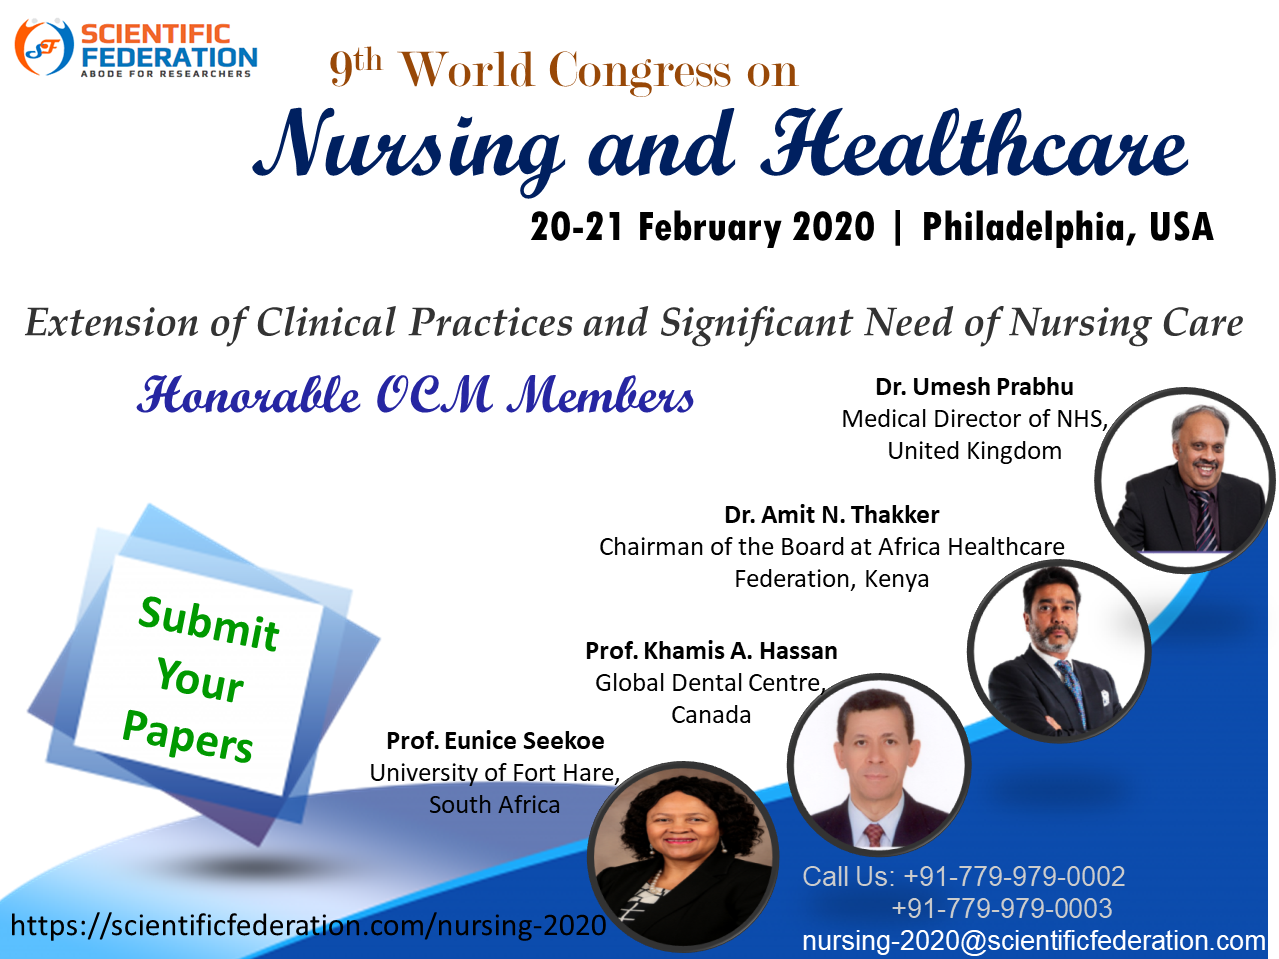 SCIENTIFIC
FEDERATION
ABODE FOR RESEARCHERS
9th World Congress on
Nursing and Healthcare
20-21 February 2020 | Philadelphia, USA
Extension of Clinical Practices and Significant Need of Nursing Care
Honorable OCM Members
Dr. Umesh Prabhu
Medical Director of NHS,
United Kingdom
Dr. Amit N. Thakker
Chairman of the Board at Africa Healthcare
Federation, Kenya
Prof. Khamis A. Hassan
Global Dental Centre,
Canada
Prof. Eunice Seekoe
University of Fort Hare,
South Africa
Submit
Your
Papers
Call Us: +91-779-979-0002
+91-779-979-0003
nursing-2020@scientificfederation.com
https://scientificfederation.com/nursing-2020